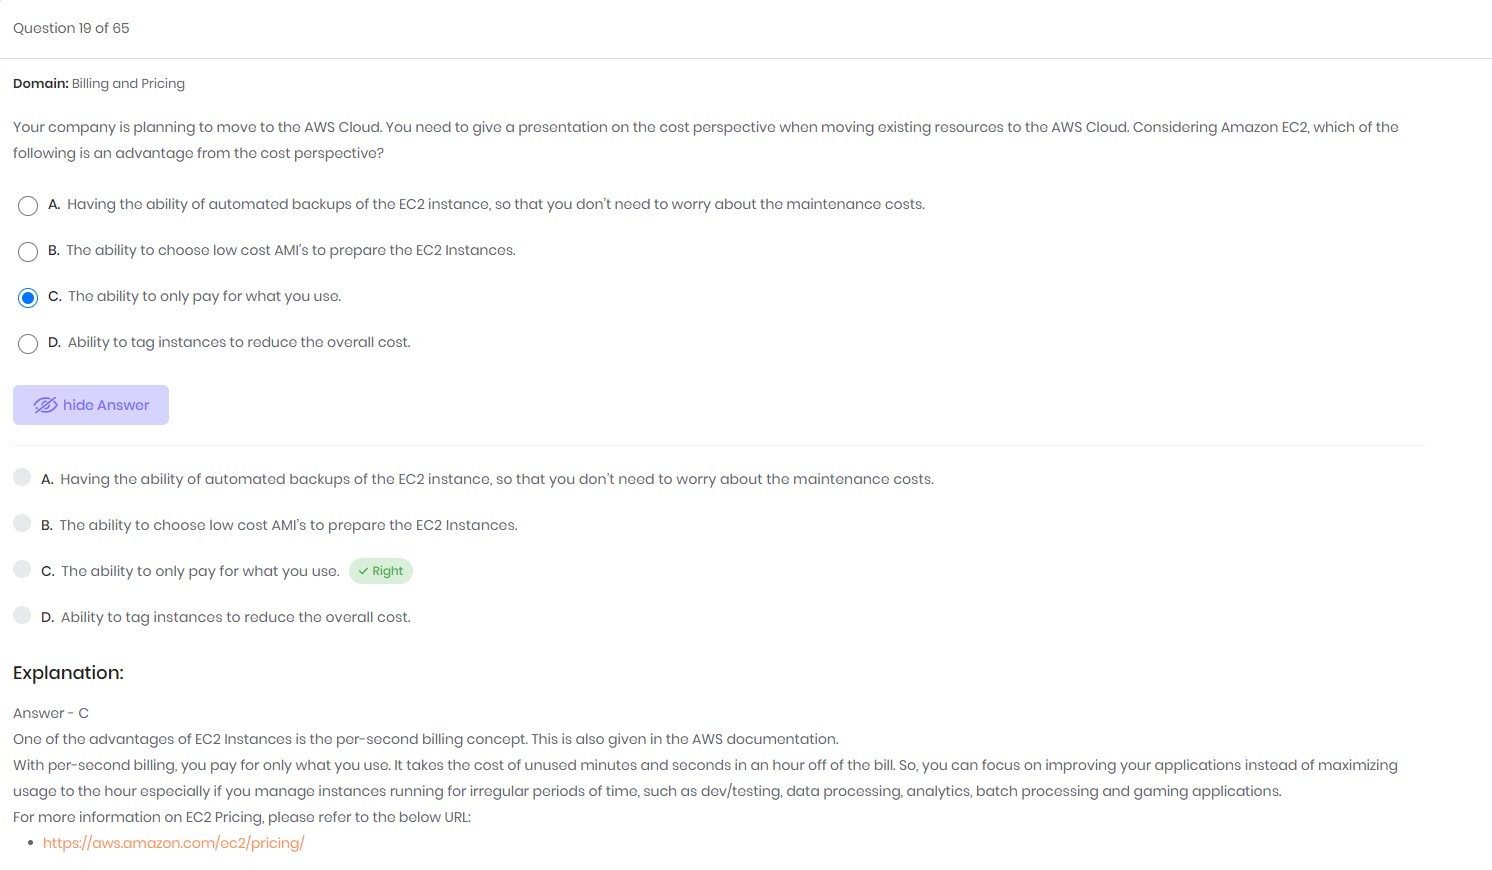 Question 19 of 65
Domain: Billing and Pricing
Your company is planning to move to the AWS Cloud. You need to give a presentation on the cost perspective when moving existing resources to the AWS Cloud. Considering Amazon EC2, which of the
following is an advantage from the cost perspective?
A. Having the ability of automated backups of the EC2 instance, so that you don't need to worry about the maintenance costs.
B. The ability to choose low cost AMI's to prepare the EC2 Instances.
C. The ability to only pay for what you use.
D. Ability to tag instances to reduce the overall cost.
hide Answer
A. Having the ability of automated backups of the EC2 instance, so that you don't need to worry about the maintenance costs.
B. The ability to choose low cost AMI's to prepare the EC2 Instances.
C. The ability to only pay for what you use. ✓ Right
D. Ability to tag instances to reduce the overall cost.
Explanation:
Answer - C
One of the advantages of EC2 Instances is the per-second billing concept. This is also given in the AWS documentation.
With per-second billing, you pay for only what you use. It takes the cost of unused minutes and seconds in an hour off of the bill. So, you can focus on improving your applications instead of maximizing
usage to the hour especially if you manage instances running for irregular periods of time, such as dev/testing, data processing, analytics, batch processing and gaming applications.
For more information on EC2 Pricing, please refer to the below URL:
• https://aws.amazon.com/ec2/pricing/